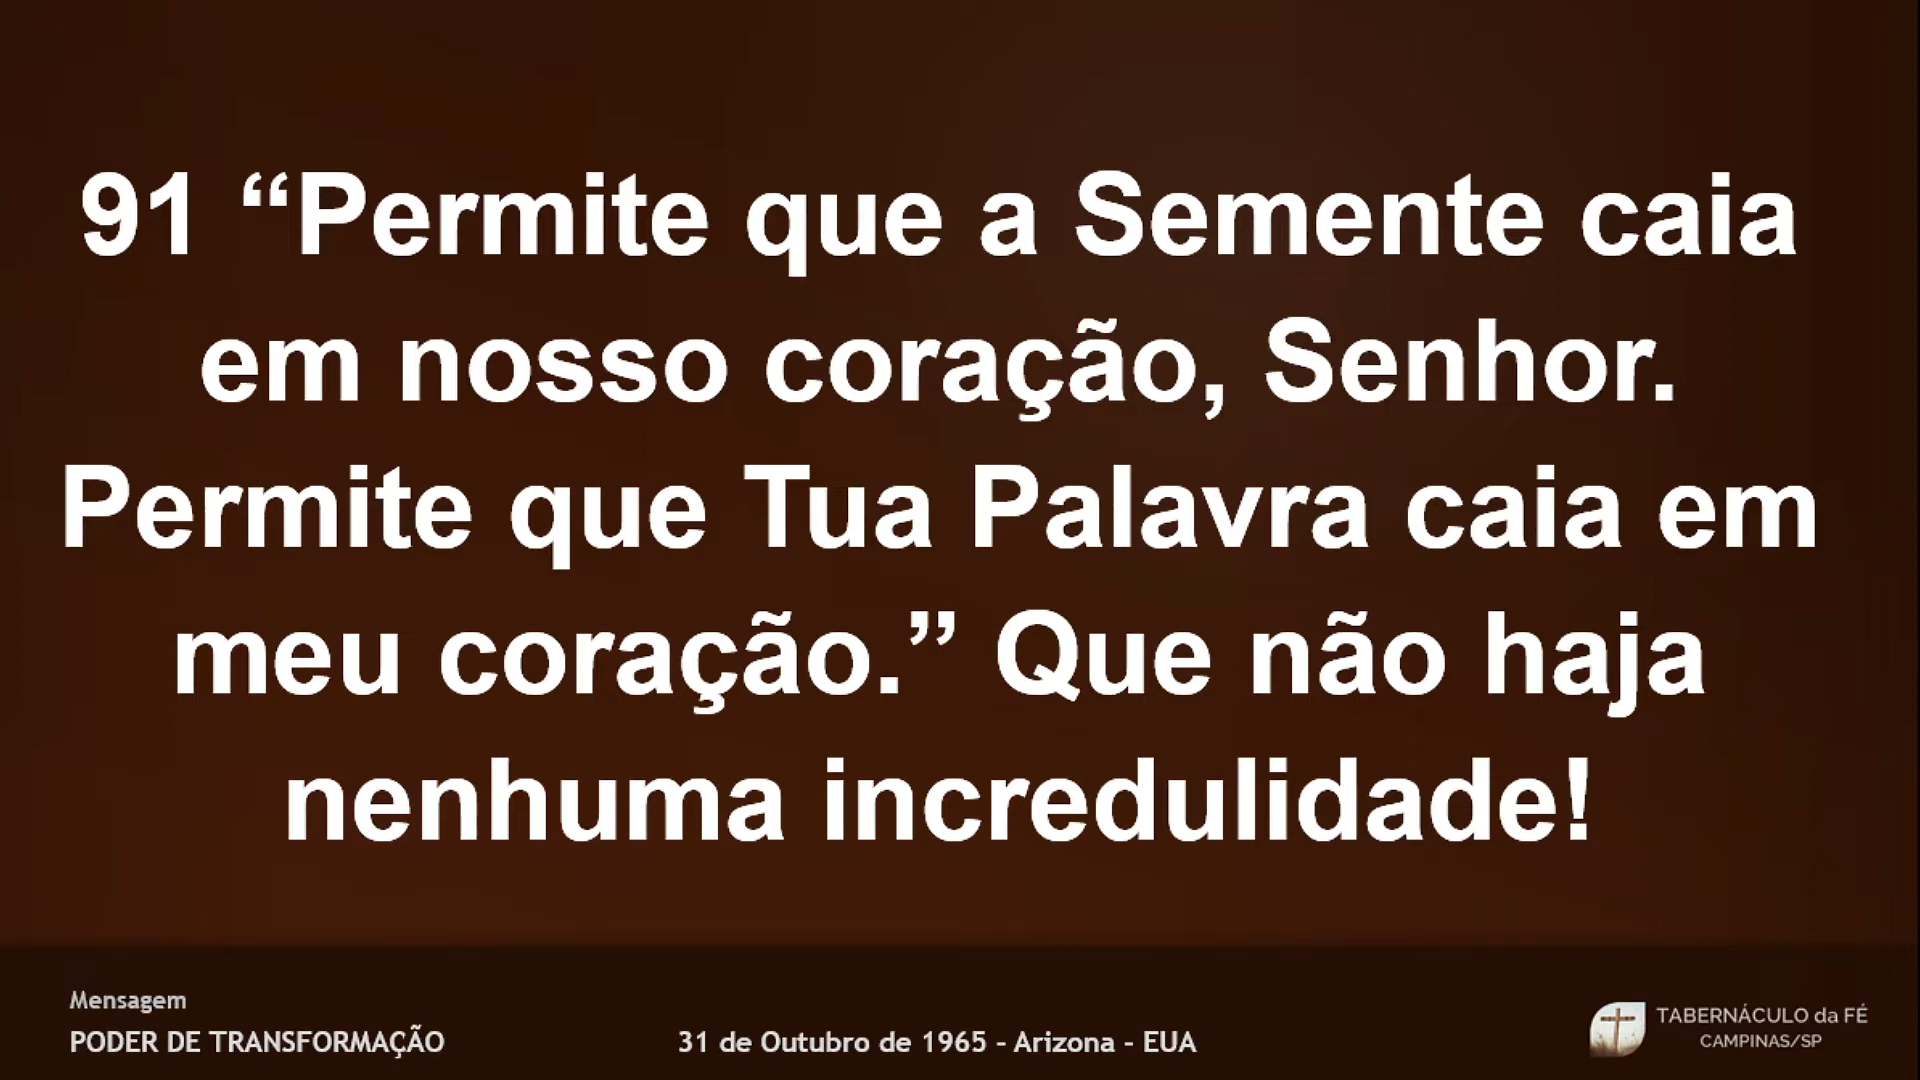 91 “Permite que a Semente caia
em nosso coração, Senhor.
Permite que Tua Palavra caia em
meu coração.” Que não haja
nenhuma incredulidade!
Mensagem
PODER DE TRANSFORMAÇÃO
31 de Outubro de 1965 - Arizona - EUA
TABERNÁCULO da FÉ
CAMPINAS/SP